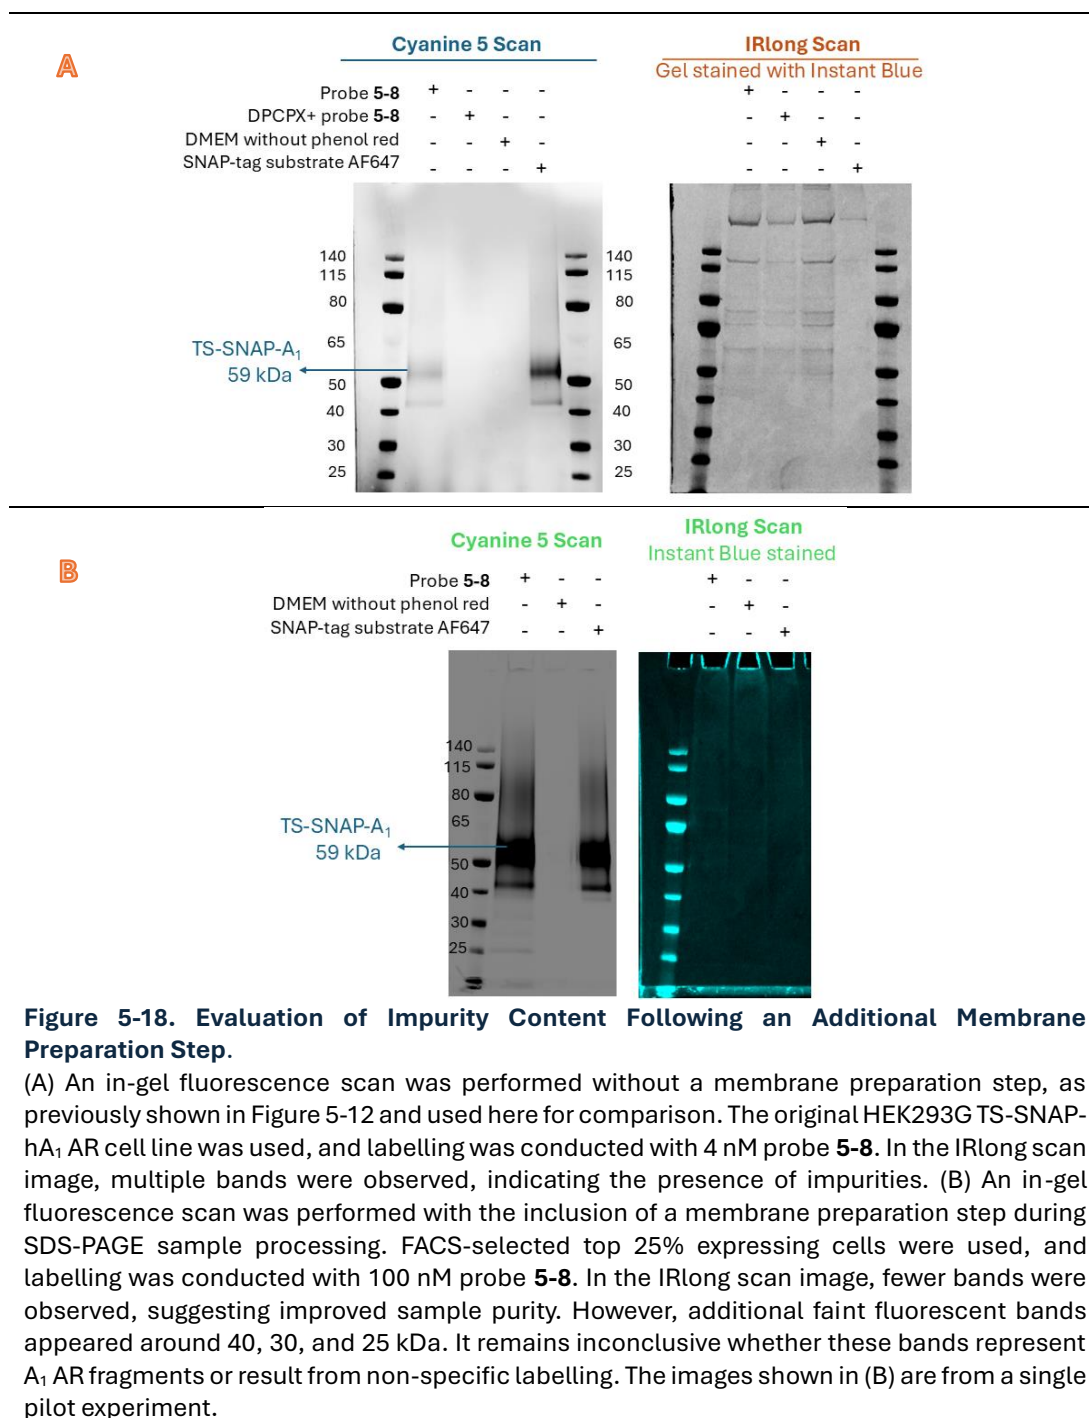 A
Cyanine 5 Scan
IRlong Scan
Gel stained with Instant Blue
Probe 5-8 + - - - + - - -
DPCPX+ probe 5-8 - + - - - + - -
DMEM without phenol red - - + - - - + -
SNAP-tag substrate AF647 - - - + - - - +
140 140
115 115
80 80
65 65
TS-SNAP-A₁
59 kDa
50 50
40 40
30 30
25 25
B
Cyanine 5 Scan
IRlong Scan
Instant Blue stained
Probe 5-8 + - - + - -
DMEM without phenol red - + - - + -
SNAP-tag substrate AF647 - - + - - +
140
115
80
65
TS-SNAP-A₁
59 kDa
50
40
30
25
Figure 5-18. Evaluation of Impurity Content Following an Additional Membrane
Preparation Step.
(A) An in-gel fluorescence scan was performed without a membrane preparation step, as
previously shown in Figure 5-12 and used here for comparison. The original HEK293G TS-SNAP-
hA₁ AR cell line was used, and labelling was conducted with 4 nM probe 5-8. In the IRlong scan
image, multiple bands were observed, indicating the presence of impurities. (B) An in-gel
fluorescence scan was performed with the inclusion of a membrane preparation step during
SDS-PAGE sample processing. FACS-selected top 25% expressing cells were used, and
labelling was conducted with 100 nM probe 5-8. In the IRlong scan image, fewer bands were
observed, suggesting improved sample purity. However, additional faint fluorescent bands
appeared around 40, 30, and 25 kDa. It remains inconclusive whether these bands represent
A₁ AR fragments or result from non-specific labelling. The images shown in (B) are from a single
pilot experiment.